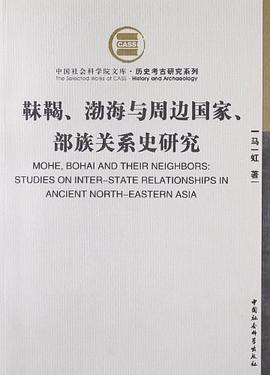 CASS
中国社会科学院文库·历史考古研究系列
The Selected Works of CASS · History and Archaeology
靺鞨、渤海与周边国家、
部族关系史研究
MOHE, BOHAI AND THEIR NEIGHBORS:
STUDIES ON INTER-STATE RELATIONSHIPS IN
ANCIENT NORTH-EASTERN ASIA
马一虹 著
中国社会科学出版社